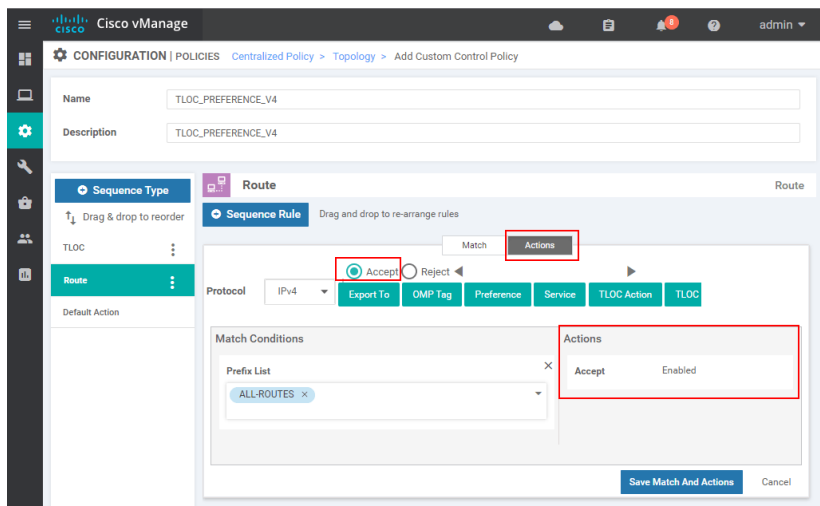 cisco Cisco vManage 8 ? admin
CONFIGURATION | POLICIES Centralized Policy > Topology > Add Custom Control Policy
Name TLOC_PREFERENCE_V4
Description TLOC_PREFERENCE_V4
Sequence Type
Drag & drop to reorder
TLOC
Route
Default Action
Route Route
Sequence Rule Drag and drop to re-arrange rules
Match Actions
Accept Reject
Protocol IPv4 Export To OMP Tag Preference Service TLOC Action TLOC
Match Conditions
Prefix List
ALL-ROUTES ×
Actions
Accept Enabled
Save Match And Actions Cancel